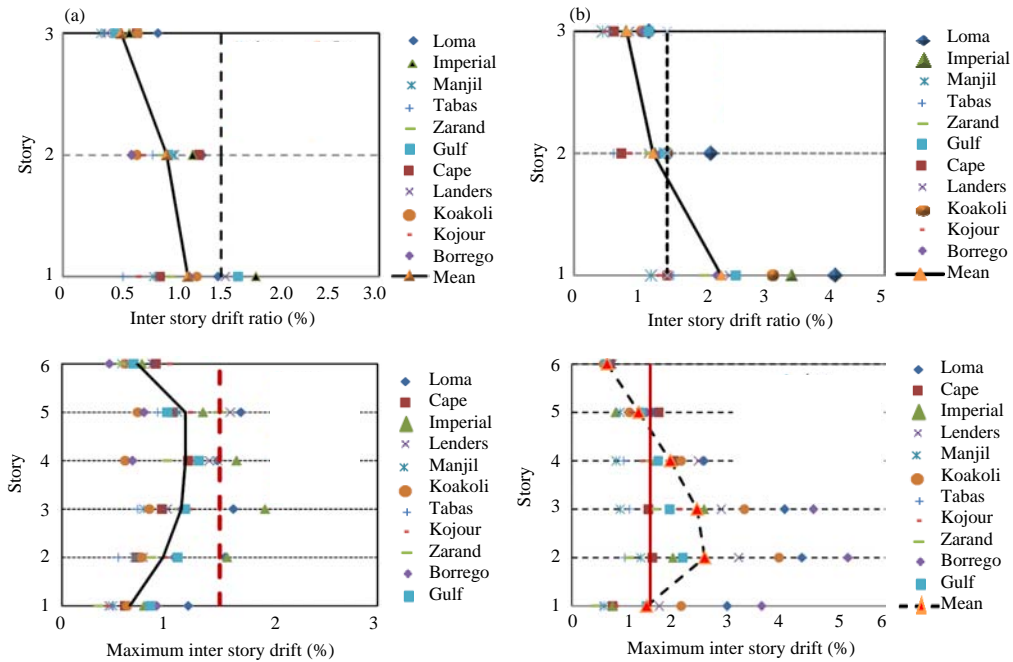 (a)
3
2
1
Story
0
0.5
1.0
1.5
2.0
3.0
Inter story drift ratio (%)
Loma
Imperial
Manjil
Tabas
Zarand
Gulf
Cape
Landers
Koakoli
Kojour
Borrego
Mean
(b)
3
2
1
Story
0
1
2
3
4
5
Inter story drift ratio (%)
Loma
Imperial
Manjil
Tabas
Zarand
Gulf
Cape
Landers
Koakoli
Kojour
Borrego
Mean
6
5
4
3
2
1
Story
0
1
2
3
Maximum inter story drift (%)
Loma
Cape
Imperial
Lenders
Manjil
Koakoli
Tabas
Kojour
Zarand
Borrego
Gulf
6
5
4
3
2
1
Story
0
1
2
2
5
6
Maximum inter story drift (%)
Loma
Cape
Imperial
Lenders
Manjil
Koakoli
Tabas
Kojour
Zarand
Borrego
Gulf
Mean